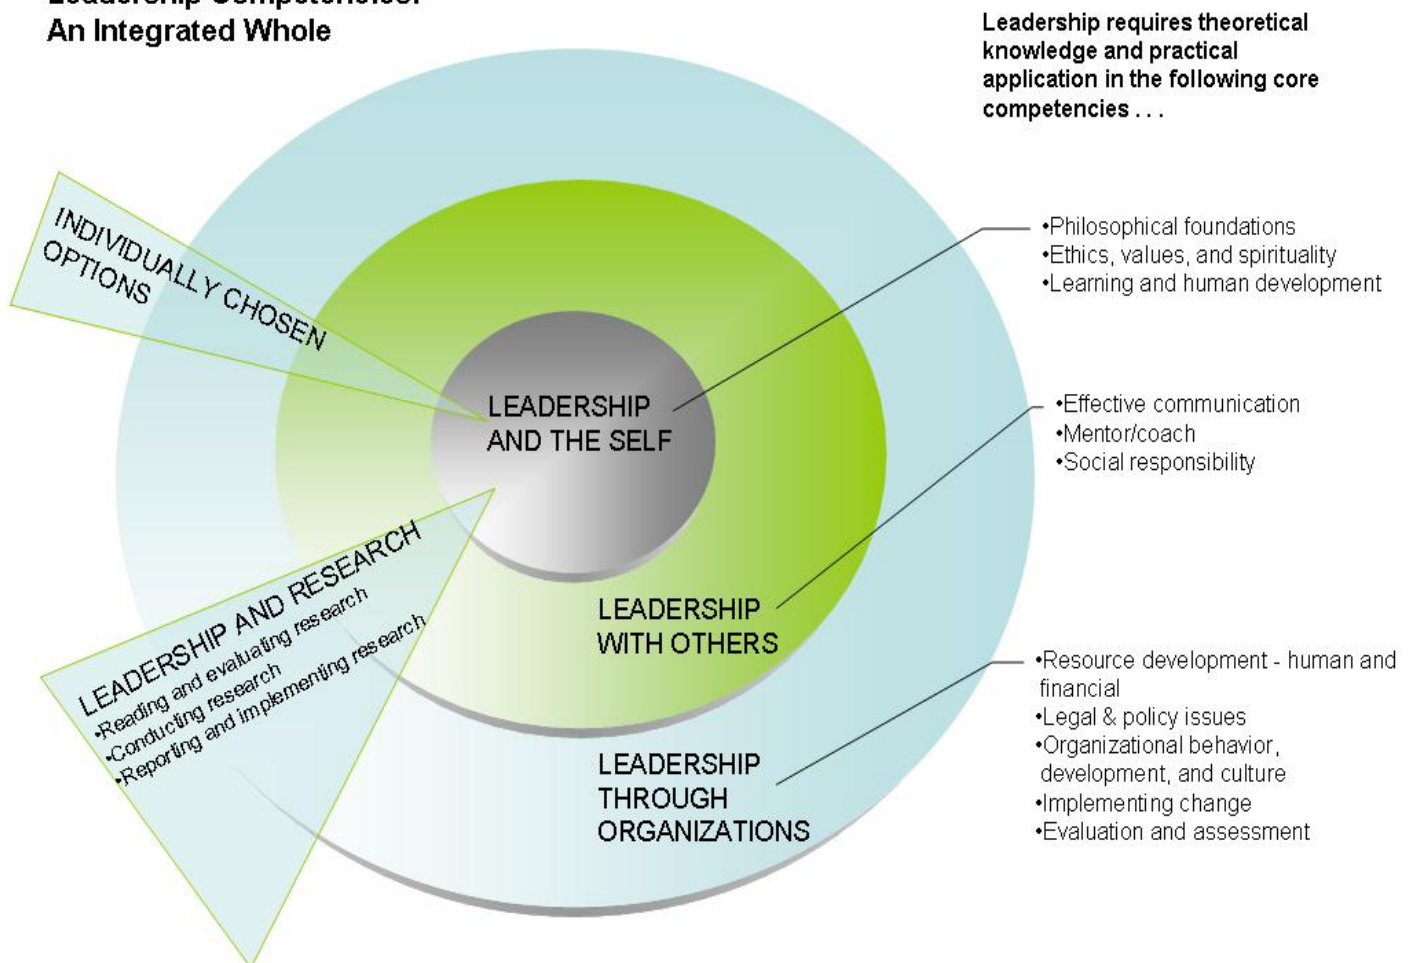 Leadership Competencies:
An Integrated Whole
Leadership requires theoretical
knowledge and practical
application in the following core
competencies . . .
INDIVIDUALLY CHOSEN
OPTIONS
•Philosophical foundations
•Ethics, values, and spirituality
•Learning and human development
LEADERSHIP
AND THE SELF
•Effective communication
•Mentor/coach
•Social responsibility
LEADERSHIP AND RESEARCH
•Reading and evaluating research
•Conducting research
•Reporting and implementing research
LEADERSHIP
WITH OTHERS
•Resource development - human and
financial
•Legal & policy issues
•Organizational behavior,
development, and culture
•Implementing change
•Evaluation and assessment
LEADERSHIP
THROUGH
ORGANIZATIONS